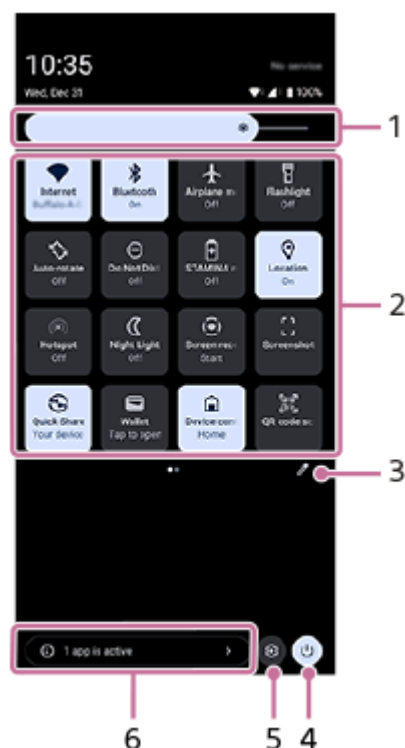 10:35
No service
Wed, Dec 31
100%
1
Internet
Bluetooth
Airplane m
Flashlight
Buffalo-A-
On
Off
Off
2
Auto-rotate
Do Not Dist
STAMINA
Location
Off
Off
Off
On
Hotspot
Night Light
Screen rec
Screenshot
Off
Off
Start
Quick Share
Wallet
Device con
QR code sc
Your device
Tap to open
Home
3
1 app is active
6
5
4